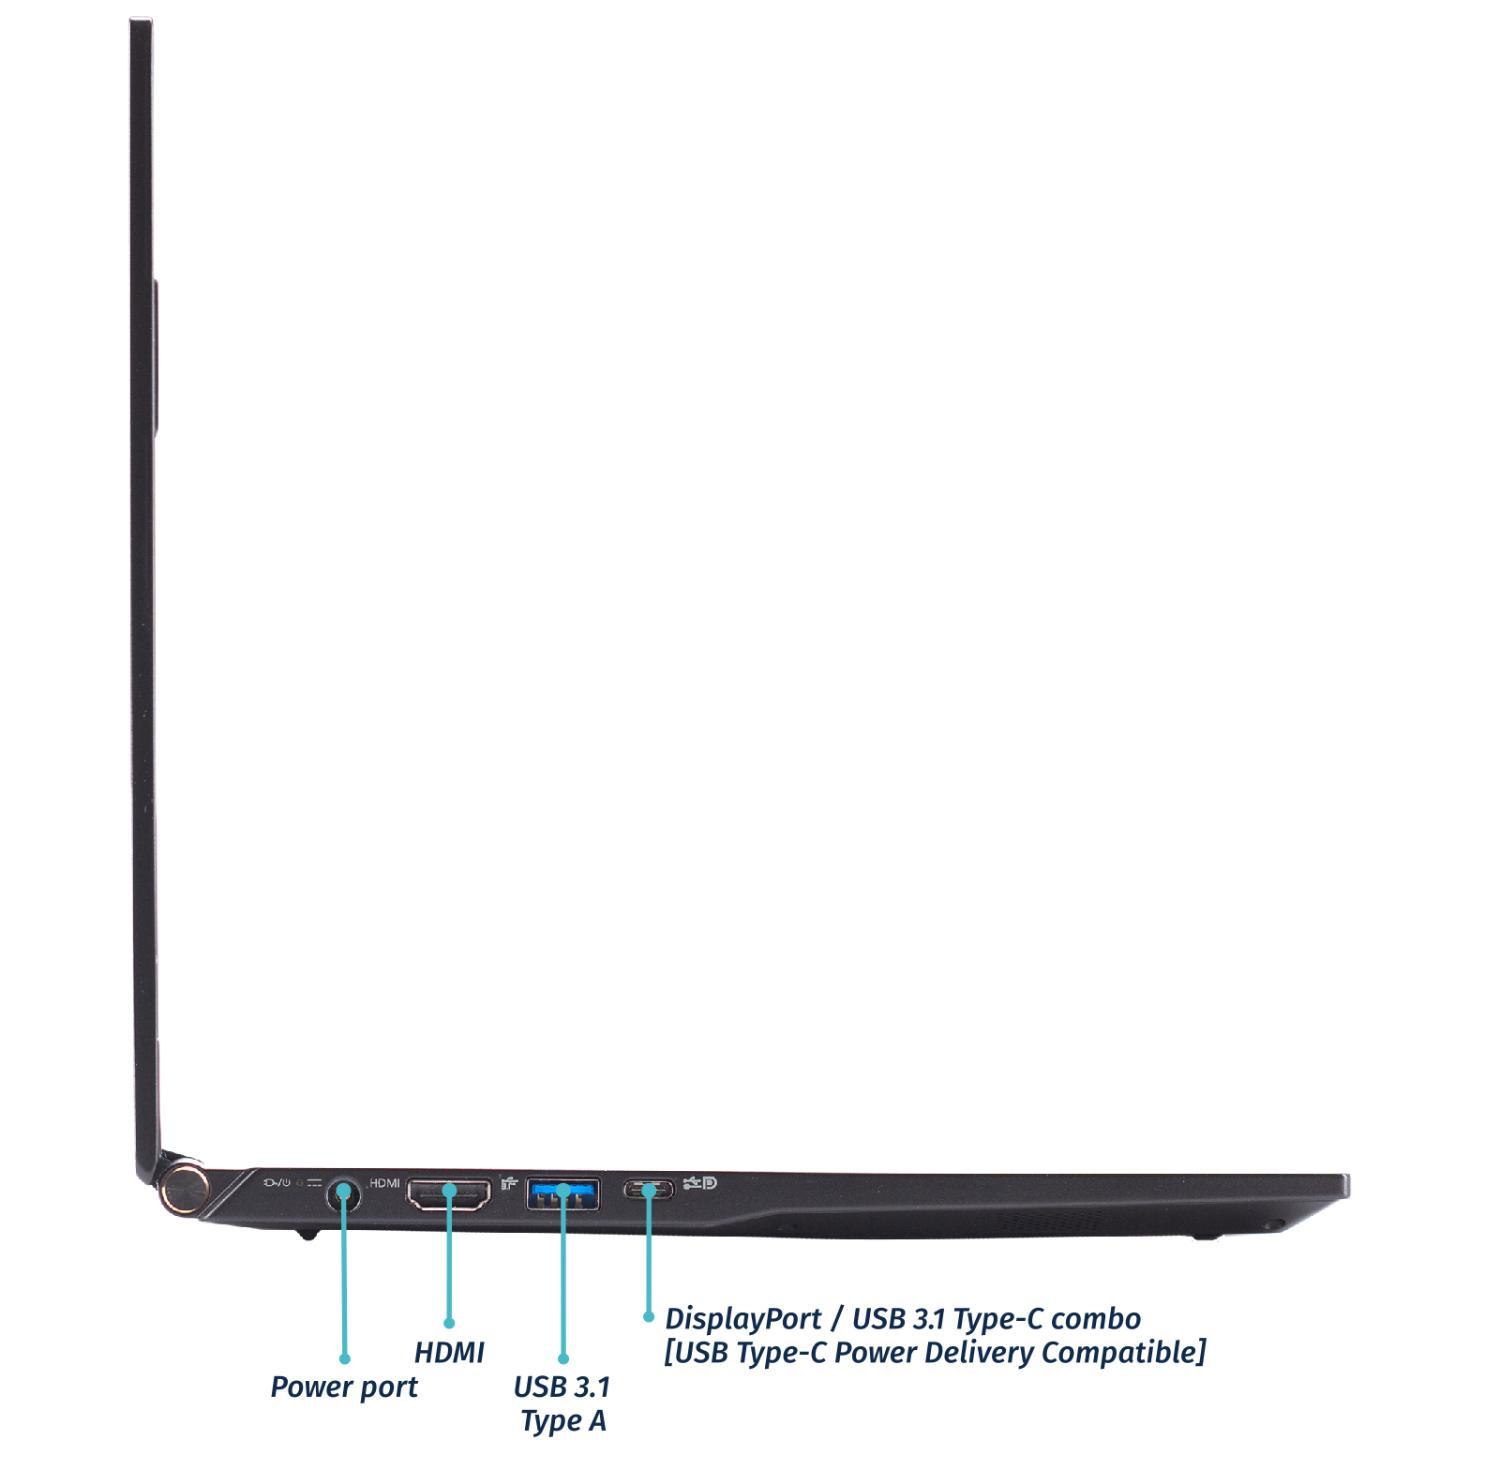 HDMI
DisplayPort / USB 3.1 Type-C combo
[USB Type-C Power Delivery Compatible]
HDMI
Power port
USB 3.1
Type A